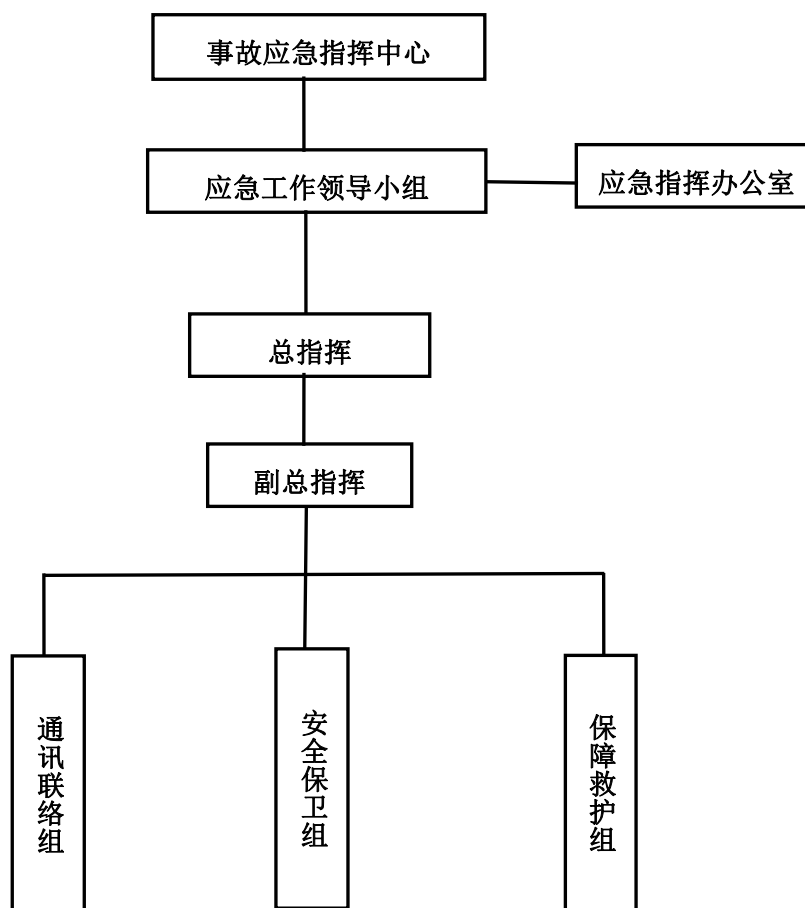 事故应急指挥中心
应急工作领导小组
应急指挥办公室
总指挥
副总指挥
通讯联络组
安全保卫组
保障救护组